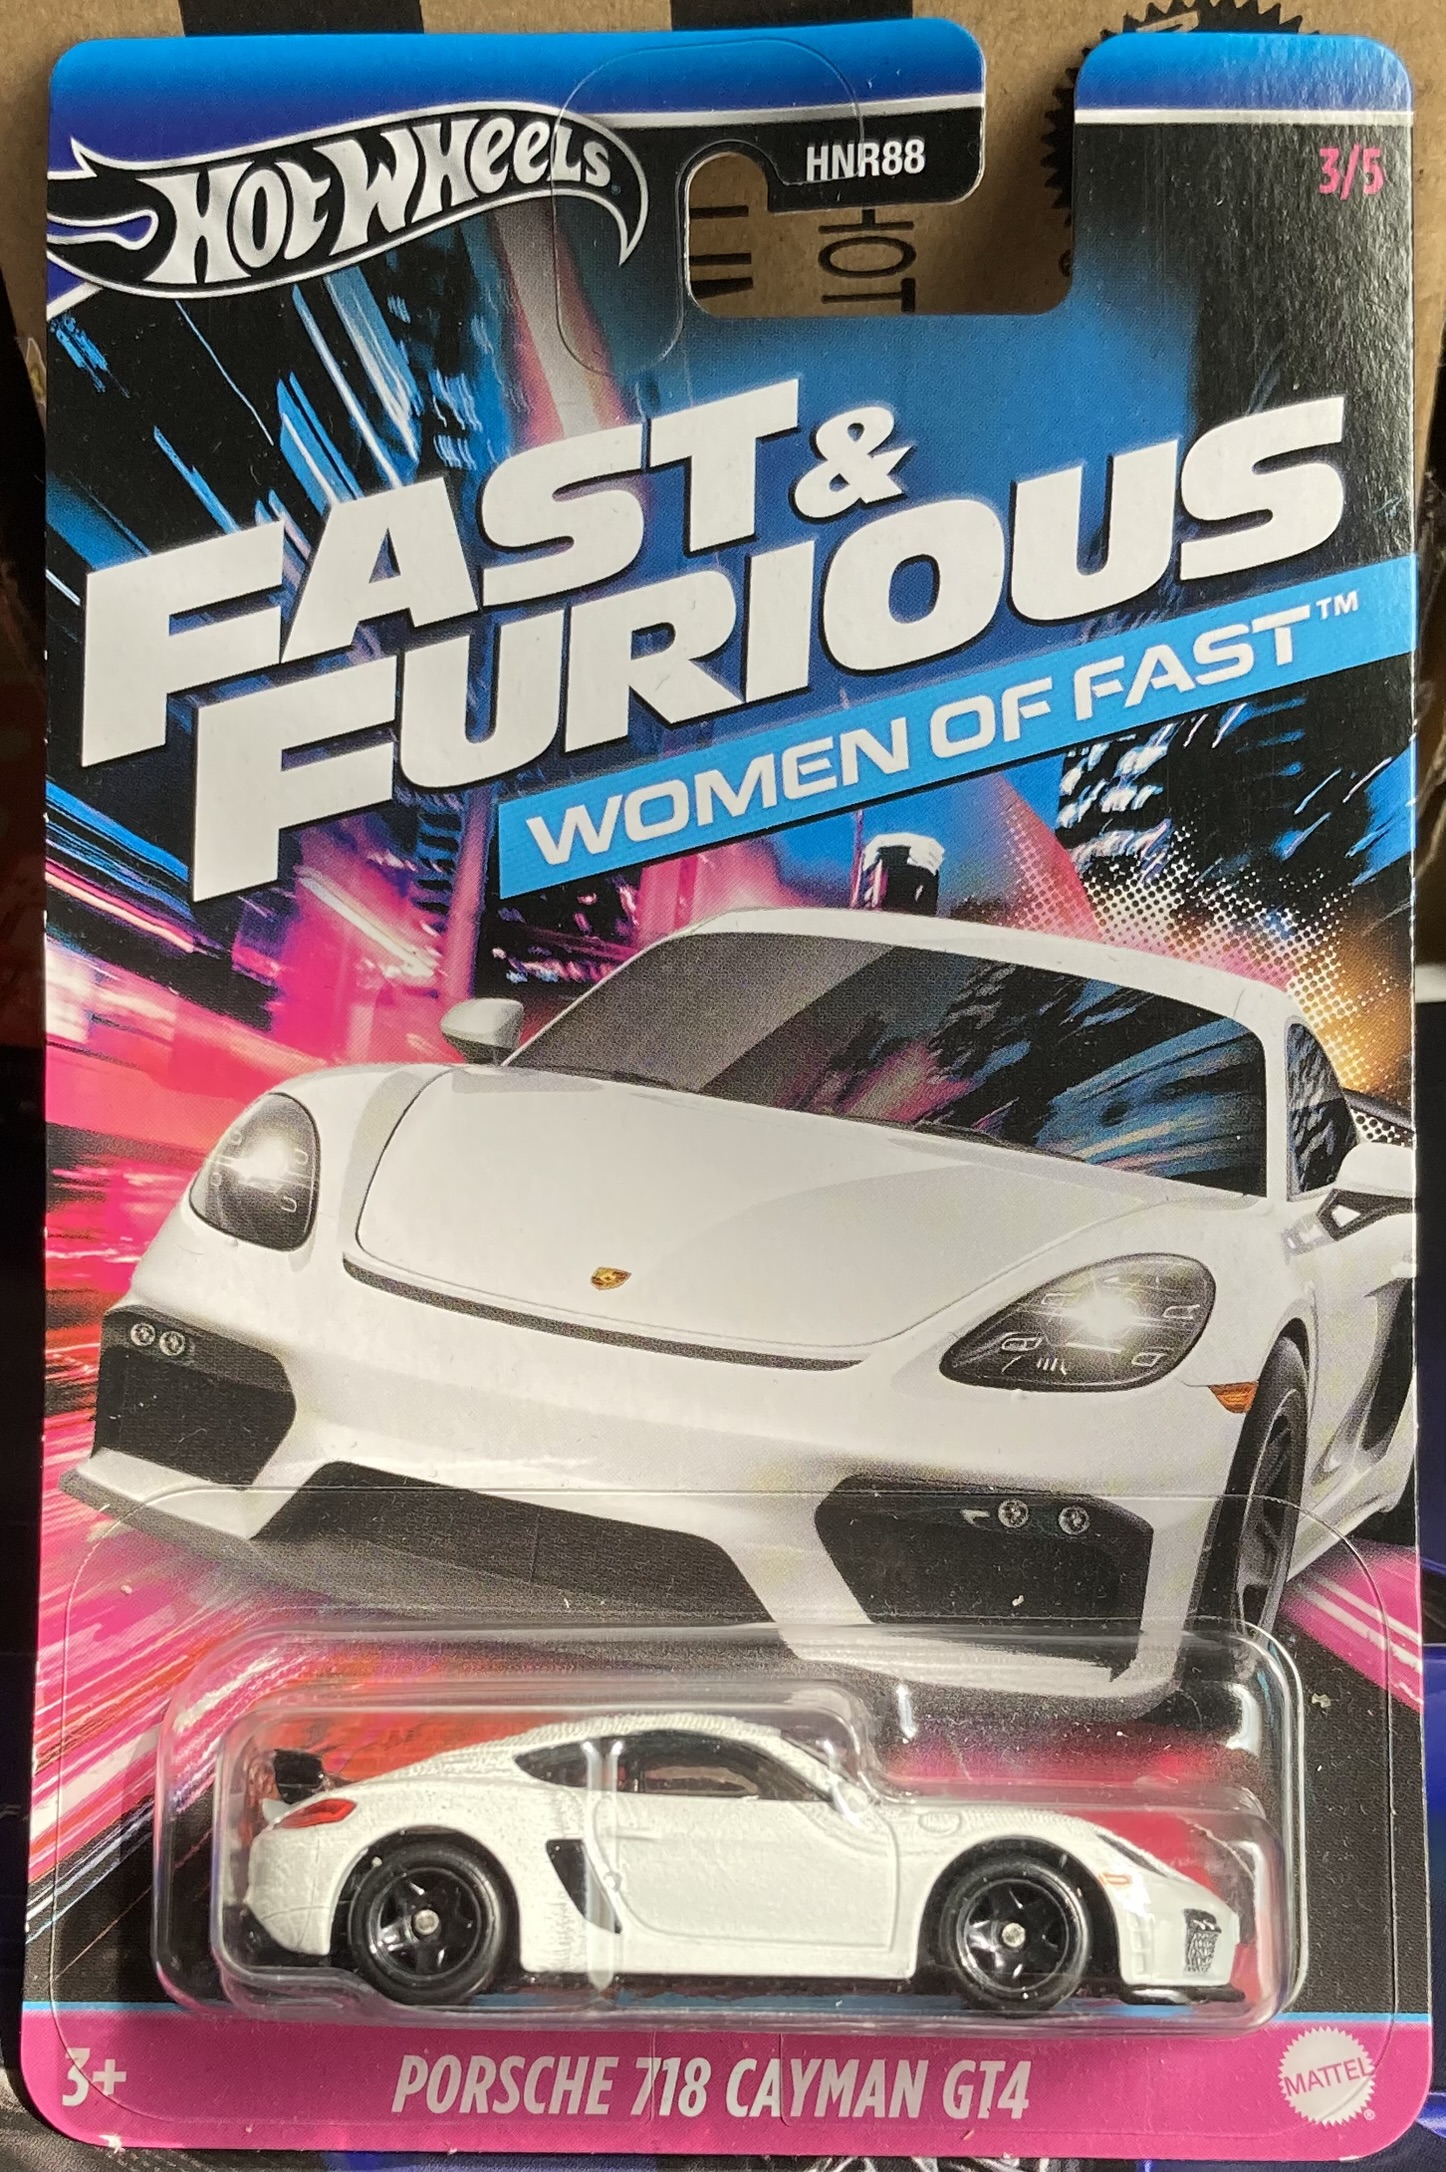 HOT WHEELS
HNR88
3/5
HOT
FAST &
FURIOUS
WOMEN OF FAST™
3+
PORSCHE 718 CAYMAN GT4
MATTEL®